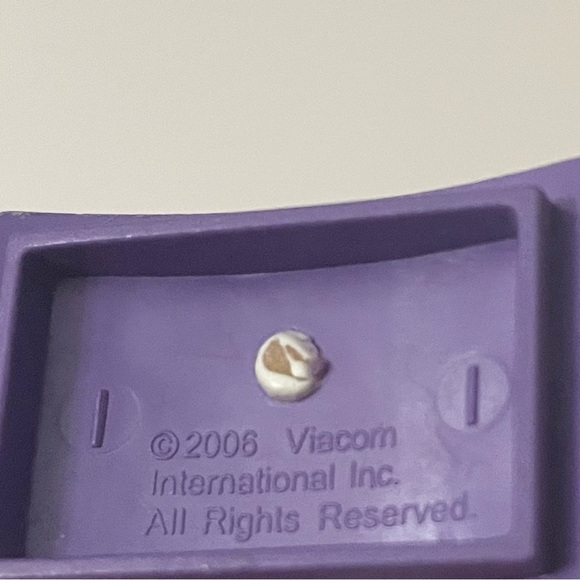 ©2006 Viacom
International Inc.
All Rights Reserved.